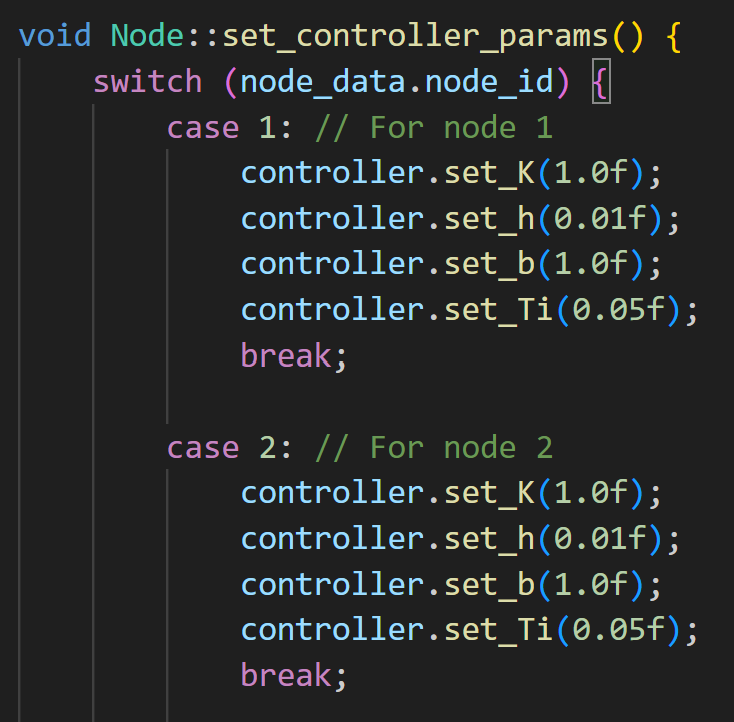 void Node::set_controller_params() {
    switch (node_data.node_id) {
        case 1: // For node 1
            controller.set_K(1.0f);
            controller.set_h(0.01f);
            controller.set_b(1.0f);
            controller.set_Ti(0.05f);
            break;

        case 2: // For node 2
            controller.set_K(1.0f);
            controller.set_h(0.01f);
            controller.set_b(1.0f);
            controller.set_Ti(0.05f);
            break;